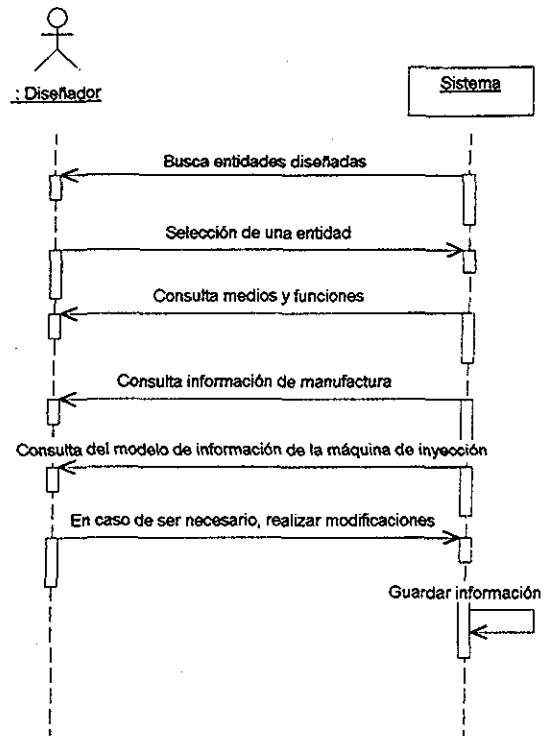 : Diseñador
Sistema
Busca entidades diseñadas
Selección de una entidad
Consulta medios y funciones
Consulta información de manufactura
Consulta del modelo de información de la máquina de inyección
En caso de ser necesario, realizar modificaciones
Guardar información